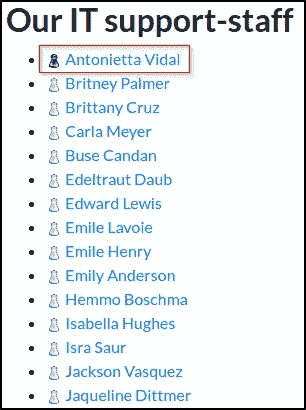 Our IT support-staff
Antonietta Vidal
Britney Palmer
Brittany Cruz
Carla Meyer
Buse Candan
Edeltraut Daub
Edward Lewis
Emile Lavoie
Emile Henry
Emily Anderson
Hemmo Boschma
Isabella Hughes
Isra Saur
Jackson Vasquez
Jaqueline Dittmer